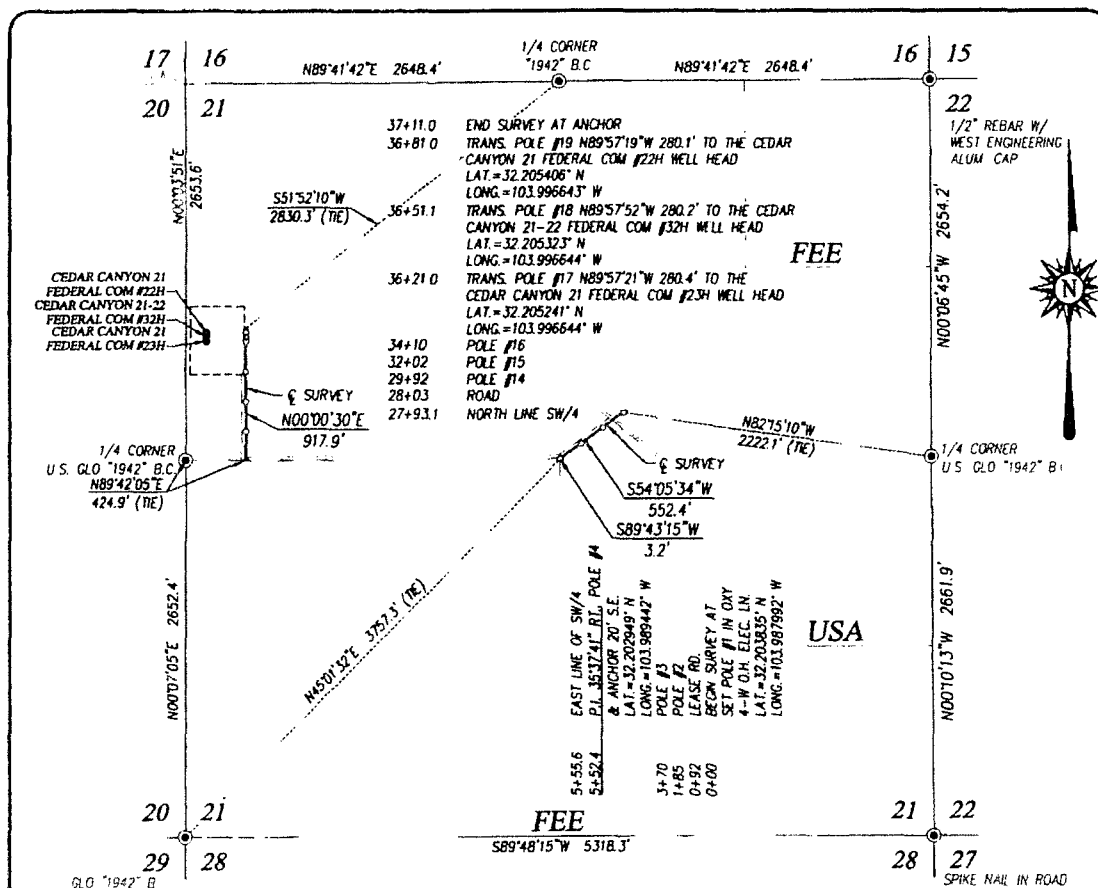 17 16
N89°41'42"E 2648.4'
1/4 CORNER
"1942" B.C
N89°41'42"E 2648.4'
16 15
20 21
22
1/2" REBAR W/
WEST ENGINEERING
ALUM CAP
N00°03'51"E
2653.6'
37+11.0 END SURVEY AT ANCHOR
36+81.0 TRANS. POLE #19 N89°57'19"W 280.1' TO THE CEDAR
CANYON 21 FEDERAL COM #22H WELL HEAD
LAT.=32.205406° N
LONG.=103.996643° W
36+51.1 TRANS. POLE #18 N89°57'52"W 280.2' TO THE CEDAR
CANYON 21-22 FEDERAL COM #32H WELL HEAD
LAT.=32.205323° N
LONG.=103.996644° W
36+21.0 TRANS. POLE #17 N89°57'21"W 280.4' TO THE
CEDAR CANYON 21 FEDERAL COM #23H WELL HEAD
LAT.=32.205241° N
LONG.=103.996644° W
34+10 POLE #16
32+02 POLE #15
29+92 POLE #14
28+03 ROAD
27+93.1 NORTH LINE SW/4
S51°52'10"W
2830.3' (TIE)
FEE
N00°06'45"W 2654.2'
N
CEDAR CANYON 21
FEDERAL COM #22H
CEDAR CANYON 21-22
FEDERAL COM #32H
CEDAR CANYON 21
FEDERAL COM #23H
℄ SURVEY
N00°00'30"E
917.9'
1/4 CORNER
U.S. GLO "1942" B.C.
N89°42'05"E
424.9' (TIE)
N82°15'10"W
2222.1' (TIE)
1/4 CORNER
U.S. GLO "1942" B
℄ SURVEY
S54°05'34"W
552.4'
S89°43'15"W
3.2'
N00°07'05"E 2652.4'
N45°01'32"E 3757.3' (TIE)
5+55.6 EAST LINE OF SW/4
5+52.4 P.I. 35°37'41" RT. POLE #4
& ANCHOR 20' S.E.
LAT.=32.202949° N
LONG.=103.989442° W
3+70 POLE #3
1+85 POLE #2
0+92 LEASE RD.
0+00 BEGIN SURVEY AT
SET POLE #1 IN OXY
4-W O.H. ELEC. LN.
LAT.=32.203835° N
LONG.=103.987992° W
USA
N00°10'13"W 2661.9'
20 21
FEE
S89°48'15"W 5318.3'
21 22
29 28
28 27
GLO "1942" B
SPIKE NAIL IN ROAD